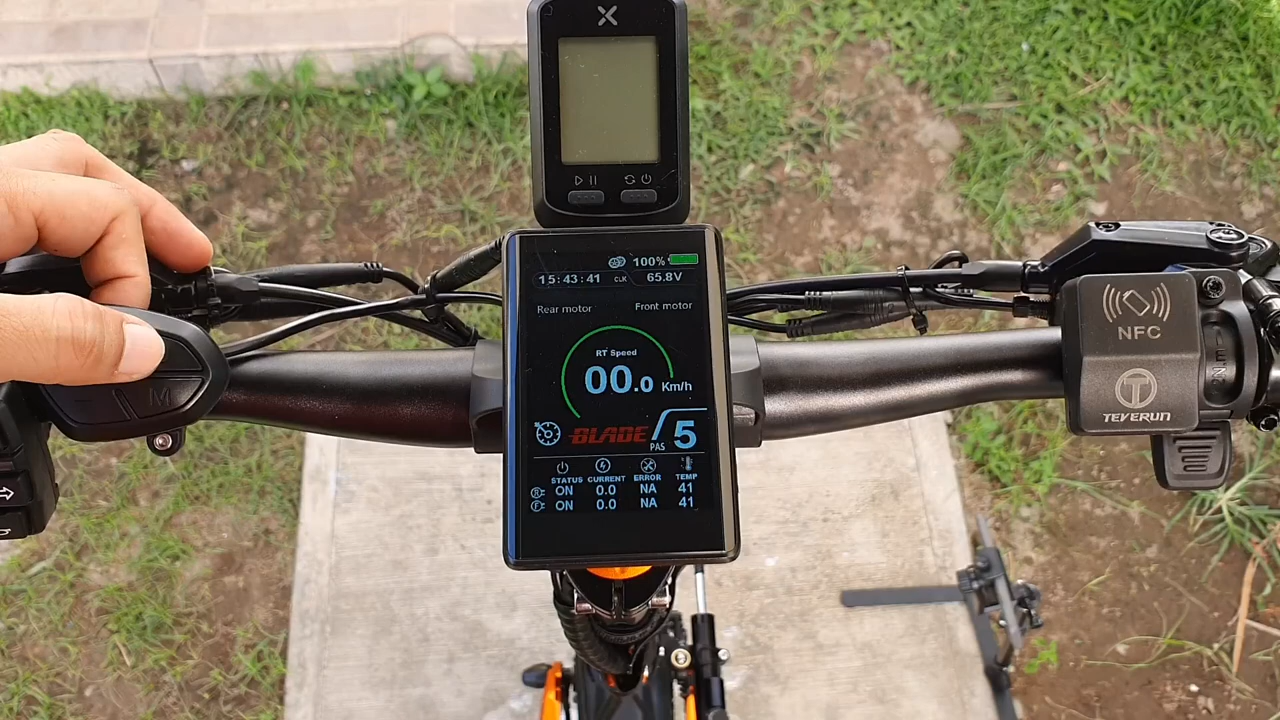 100%
15:43:41 CLK 65.8V
Rear motor Front motor
RT Speed
00.0 Km/h
BLADE PAS 5
STATUS CURRENT ERROR TEMP
R ON 0.0 NA 41
F ON 0.0 NA 41
M
NFC
TEVERUN